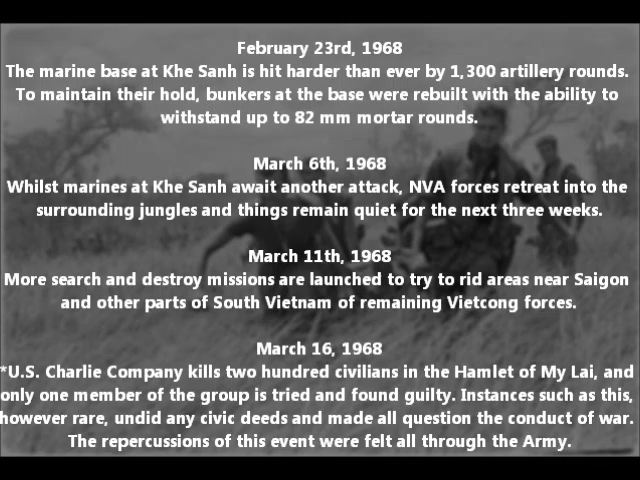 February 23rd, 1968
The marine base at Khe Sanh is hit harder than ever by 1,300 artillery rounds.
To maintain their hold, bunkers at the base were rebuilt with the ability to
withstand up to 82 mm mortar rounds.
March 6th, 1968
Whilst marines at Khe Sanh await another attack, NVA forces retreat into the
surrounding jungles and things remain quiet for the next three weeks.
March 11th, 1968
More search and destroy missions are launched to try to rid areas near Saigon
and other parts of South Vietnam of remaining Vietcong forces.
March 16, 1968
*U.S. Charlie Company kills two hundred civilians in the Hamlet of My Lai, and
only one member of the group is tried and found guilty. Instances such as this,
however rare, undid any civic deeds and made all question the conduct of war.
The repercussions of this event were felt all through the Army.